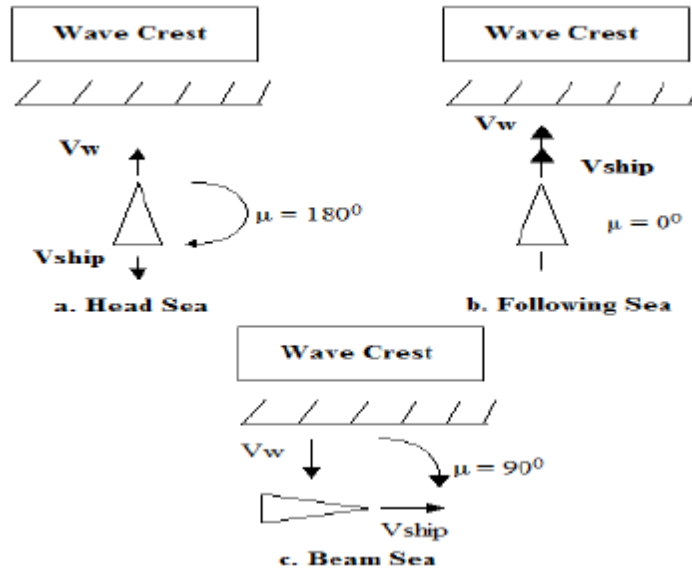 Wave Crest
Vw
μ = 180⁰
Vship
a. Head Sea
Wave Crest
Vw
Vship
μ = 0⁰
b. Following Sea
Wave Crest
Vw
μ = 90⁰
Vship
c. Beam Sea